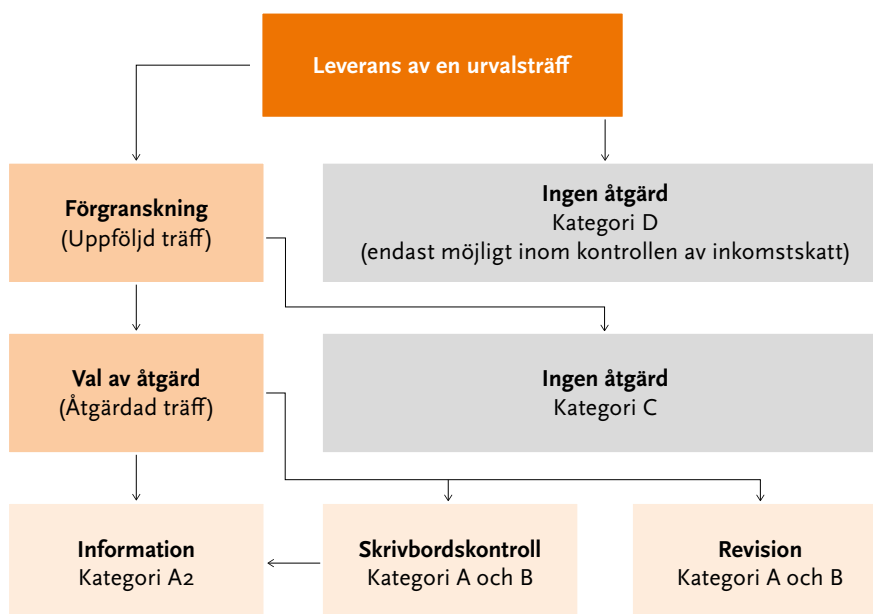 Leverans av en urvalsträff
Förgranskning
(Uppföljd träff)
Ingen åtgärd
Kategori D
(endast möjligt inom kontrollen av inkomstskatt)
Val av åtgärd
(Åtgärdad träff)
Ingen åtgärd
Kategori C
Information
Kategori A2
Skrivbordskontroll
Kategori A och B
Revision
Kategori A och B